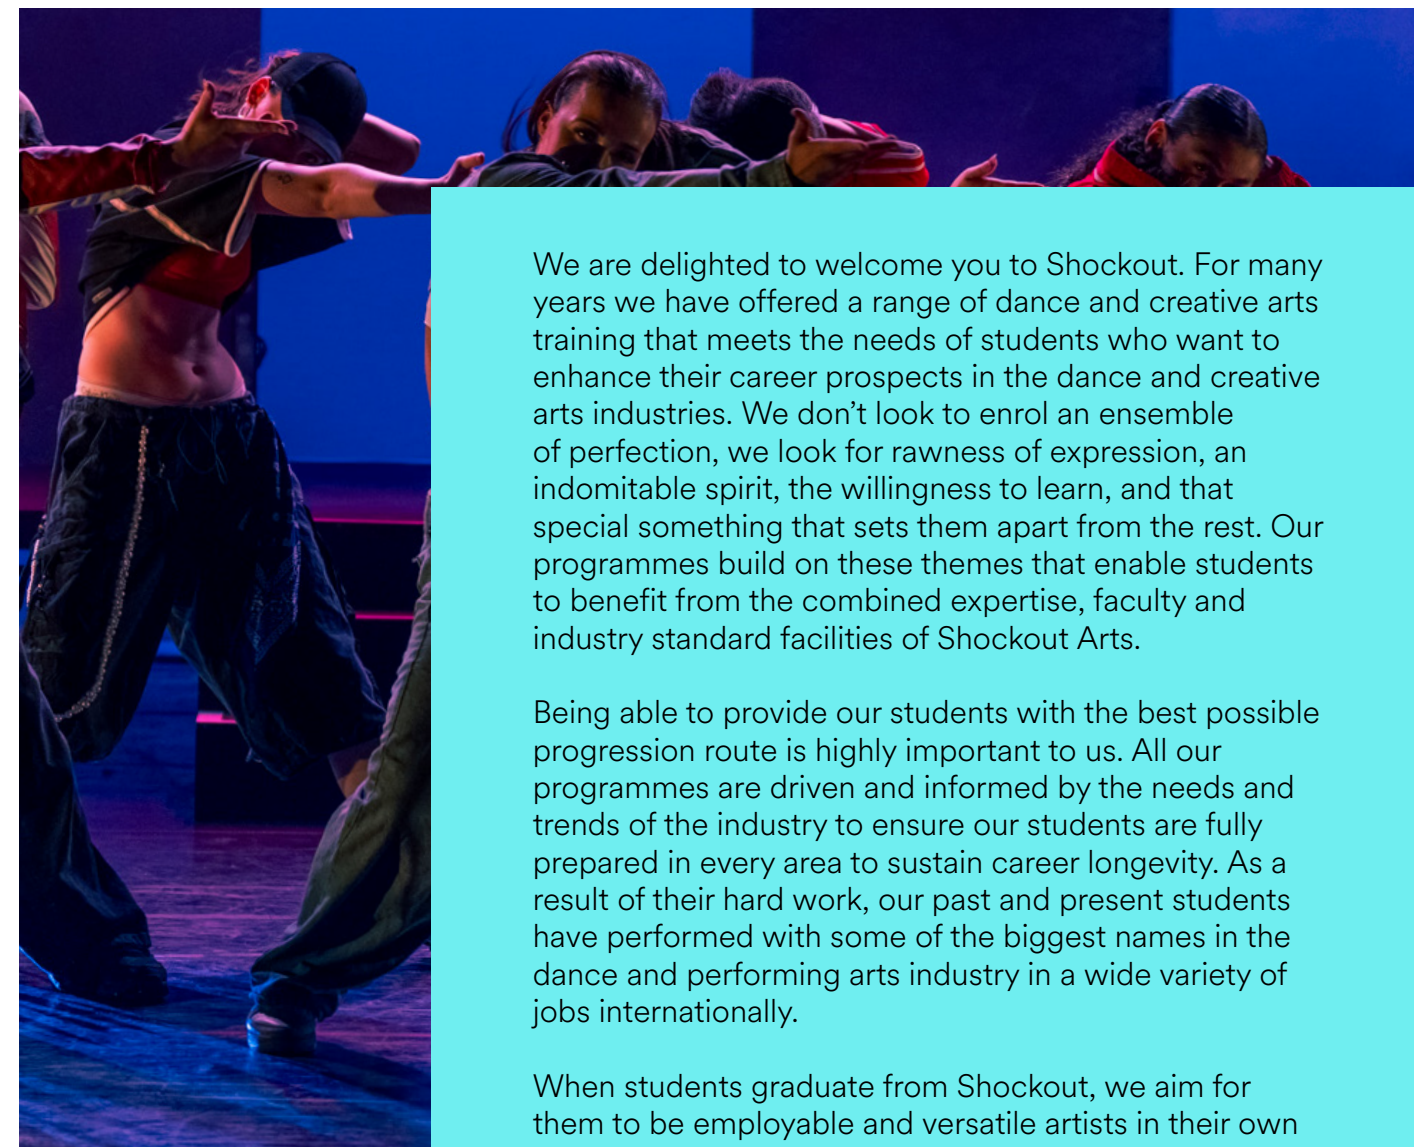 We are delighted to welcome you to Shockout. For many
years we have offered a range of dance and creative arts
training that meets the needs of students who want to
enhance their career prospects in the dance and creative
arts industries. We don’t look to enrol an ensemble
of perfection, we look for rawness of expression, an
indomitable spirit, the willingness to learn, and that
special something that sets them apart from the rest. Our
programmes build on these themes that enable students
to benefit from the combined expertise, faculty and
industry standard facilities of Shockout Arts.

Being able to provide our students with the best possible
progression route is highly important to us. All our
programmes are driven and informed by the needs and
trends of the industry to ensure our students are fully
prepared in every area to sustain career longevity. As a
result of their hard work, our past and present students
have performed with some of the biggest names in the
dance and performing arts industry in a wide variety of
jobs internationally.

When students graduate from Shockout, we aim for
them to be employable and versatile artists in their own